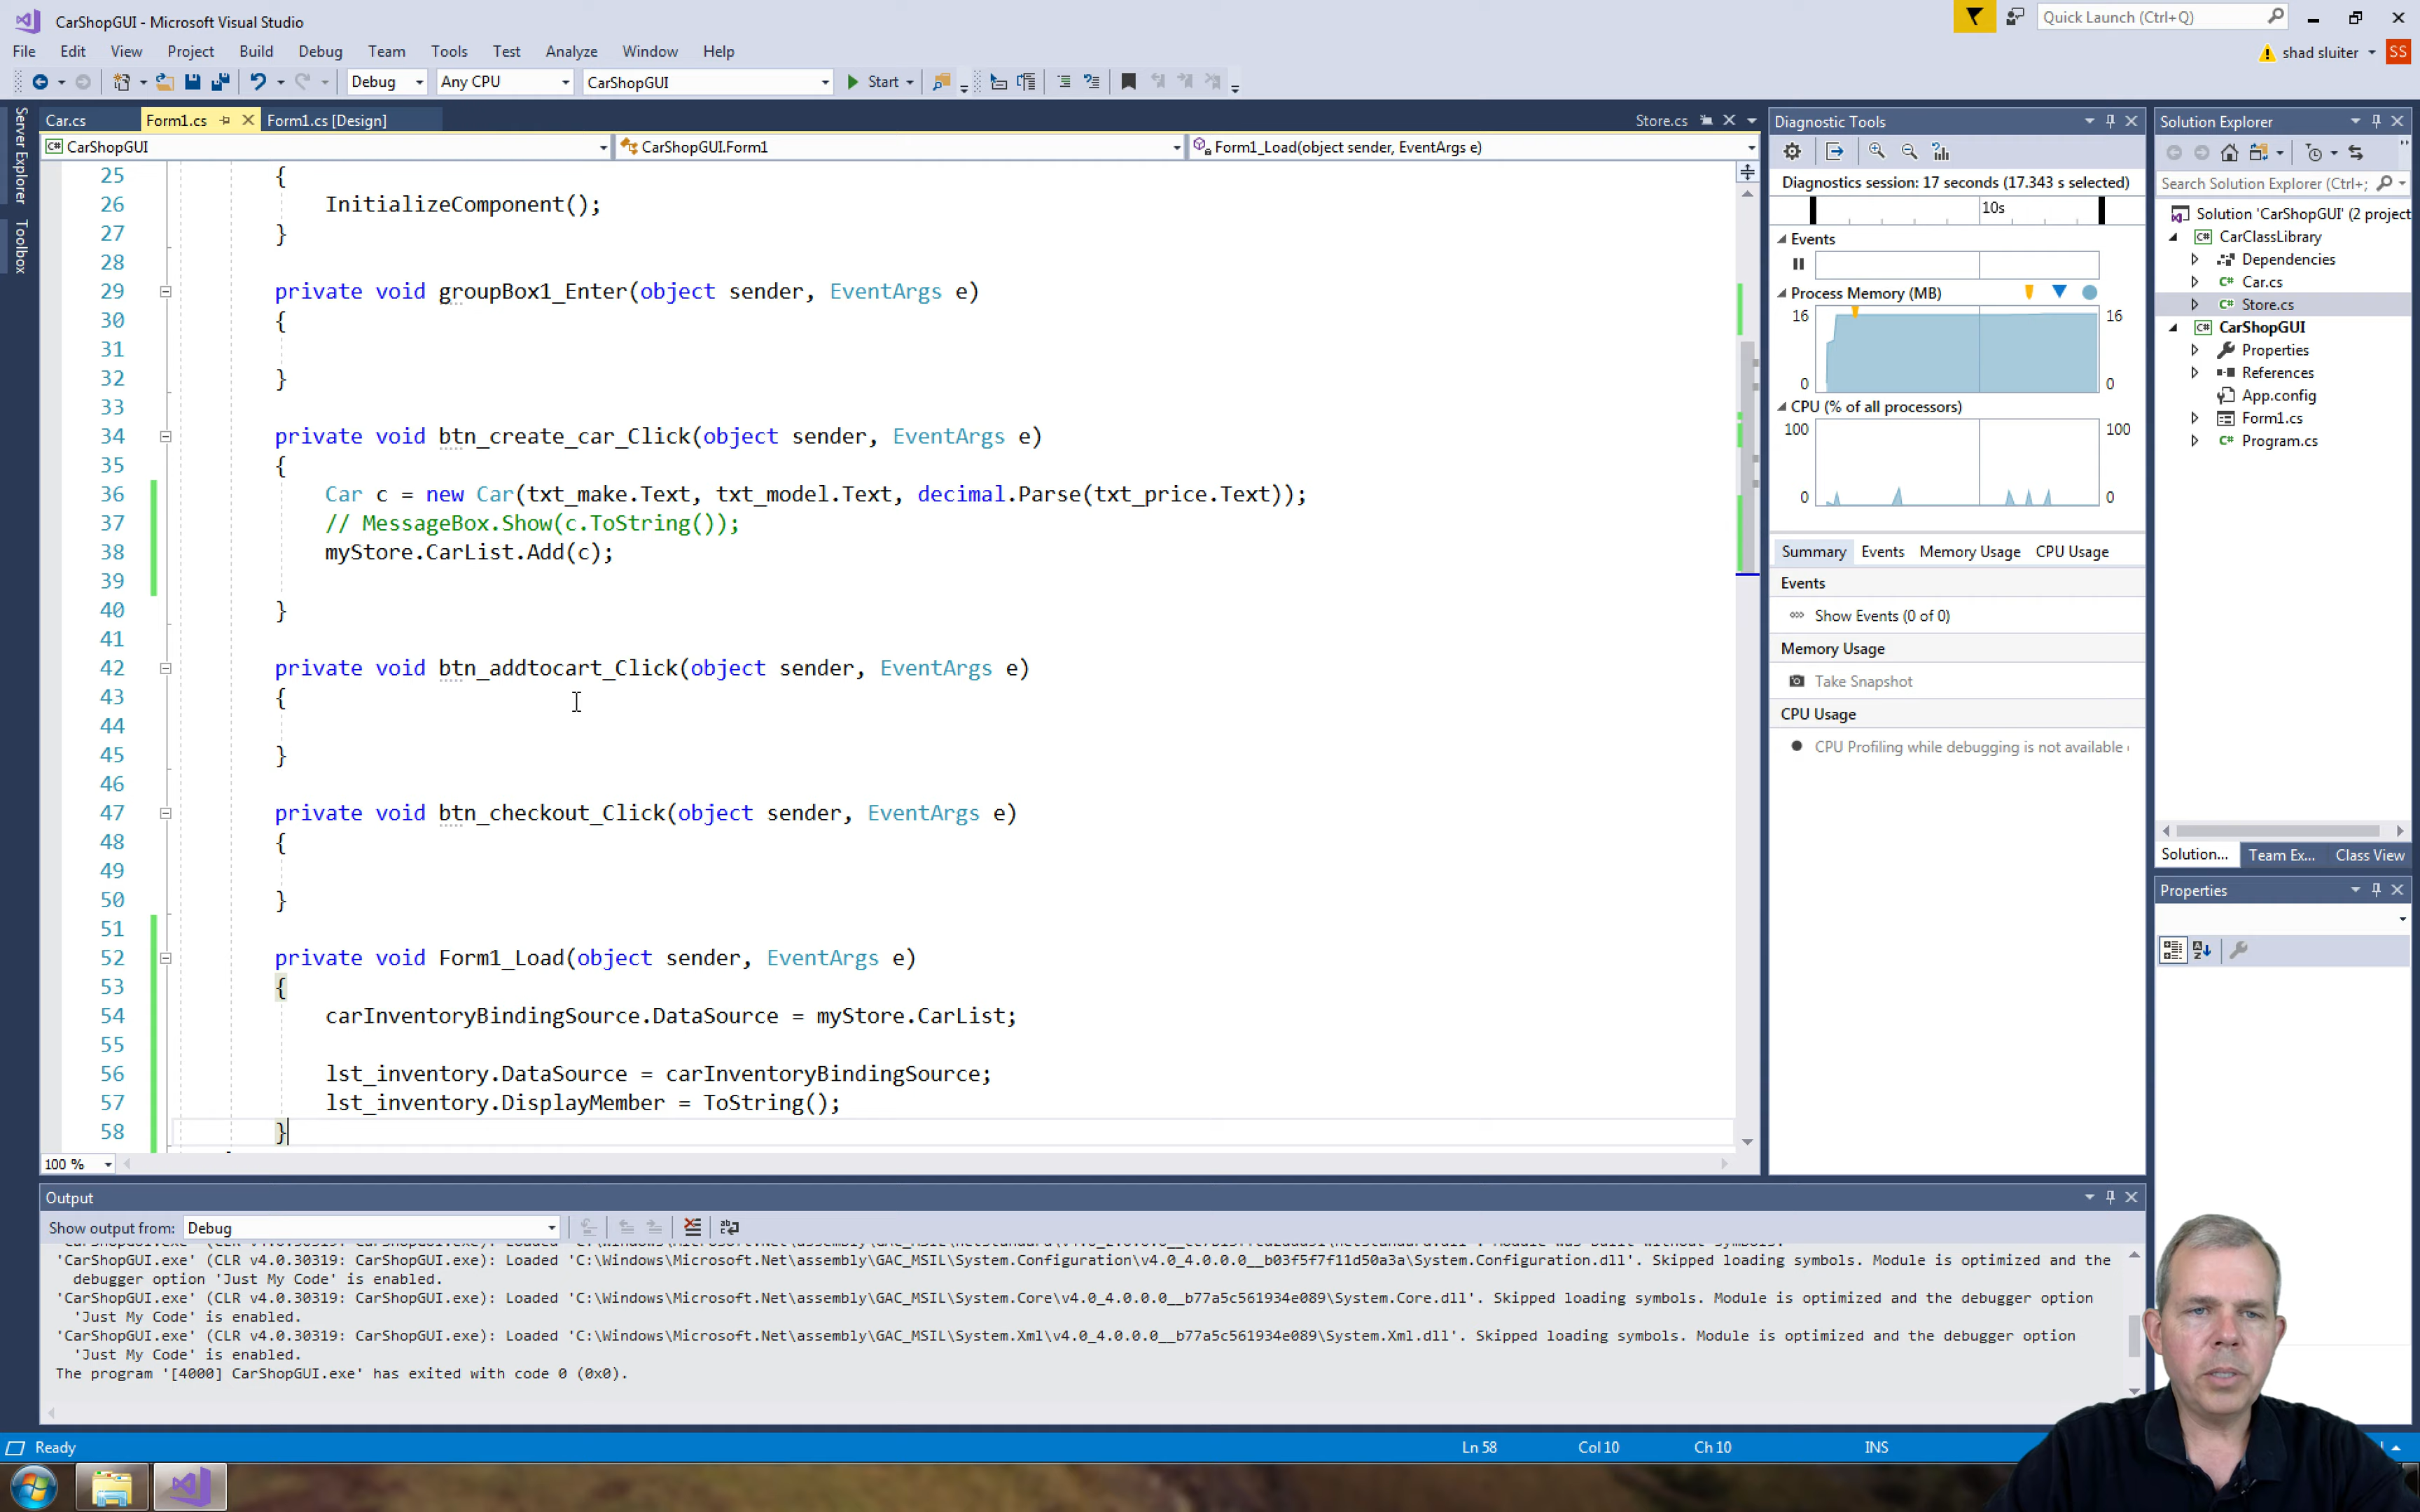 CarShopGUI - Microsoft Visual Studio
Quick Launch (Ctrl+Q)
File Edit View Project Build Debug Team Tools Test Analyze Window Help
shad sluiter
SS
Debug Any CPU CarShopGUI Start
Server Explorer
Toolbox
Car.cs Form1.cs Form1.cs [Design] Store.cs
CarShopGUI CarShopGUI.Form1 Form1_Load(object sender, EventArgs e)
25 {
26 InitializeComponent();
27 }
28
29 private void groupBox1_Enter(object sender, EventArgs e)
30 {
31
32 }
33
34 private void btn_create_car_Click(object sender, EventArgs e)
35 {
36 Car c = new Car(txt_make.Text, txt_model.Text, decimal.Parse(txt_price.Text));
37 // MessageBox.Show(c.ToString());
38 myStore.CarList.Add(c);
39
40 }
41
42 private void btn_addtocart_Click(object sender, EventArgs e)
43 {
44
45 }
46
47 private void btn_checkout_Click(object sender, EventArgs e)
48 {
49
50 }
51
52 private void Form1_Load(object sender, EventArgs e)
53 {
54 carInventoryBindingSource.DataSource = myStore.CarList;
55
56 lst_inventory.DataSource = carInventoryBindingSource;
57 lst_inventory.DisplayMember = ToString();
58 }
100 %
Diagnostic Tools
Diagnostics session: 17 seconds (17.343 s selected)
10s
Events
Process Memory (MB)
16 16
0 0
CPU (% of all processors)
100 100
0 0
Summary Events Memory Usage CPU Usage
Events
Show Events (0 of 0)
Memory Usage
Take Snapshot
CPU Usage
CPU Profiling while debugging is not available
Solution Explorer
Search Solution Explorer (Ctrl+;
Solution 'CarShopGUI' (2 project
C# CarClassLibrary
Dependencies
C# Car.cs
C# Store.cs
C# CarShopGUI
Properties
References
App.config
Form1.cs
C# Program.cs
Solution... Team Ex... Class View
Properties
Output
Show output from: Debug
'CarShopGUI.exe' (CLR v4.0.30319: CarShopGUI.exe): Loaded 'C:\Windows\Microsoft.Net\assembly\GAC_MSIL\System.Configuration\v4.0_4.0.0.0__b03f5f7f11d50a3a\System.Configuration.dll'. Skipped loading symbols. Module is optimized and the
debugger option 'Just My Code' is enabled.
'CarShopGUI.exe' (CLR v4.0.30319: CarShopGUI.exe): Loaded 'C:\Windows\Microsoft.Net\assembly\GAC_MSIL\System.Core\v4.0_4.0.0.0__b77a5c561934e089\System.Core.dll'. Skipped loading symbols. Module is optimized and the debugger option
'Just My Code' is enabled.
'CarShopGUI.exe' (CLR v4.0.30319: CarShopGUI.exe): Loaded 'C:\Windows\Microsoft.Net\assembly\GAC_MSIL\System.Xml\v4.0_4.0.0.0__b77a5c561934e089\System.Xml.dll'. Skipped loading symbols. Module is optimized and the debugger option
'Just My Code' is enabled.
The program '[4000] CarShopGUI.exe' has exited with code 0 (0x0).
Ready Ln 58 Col 10 Ch 10 INS